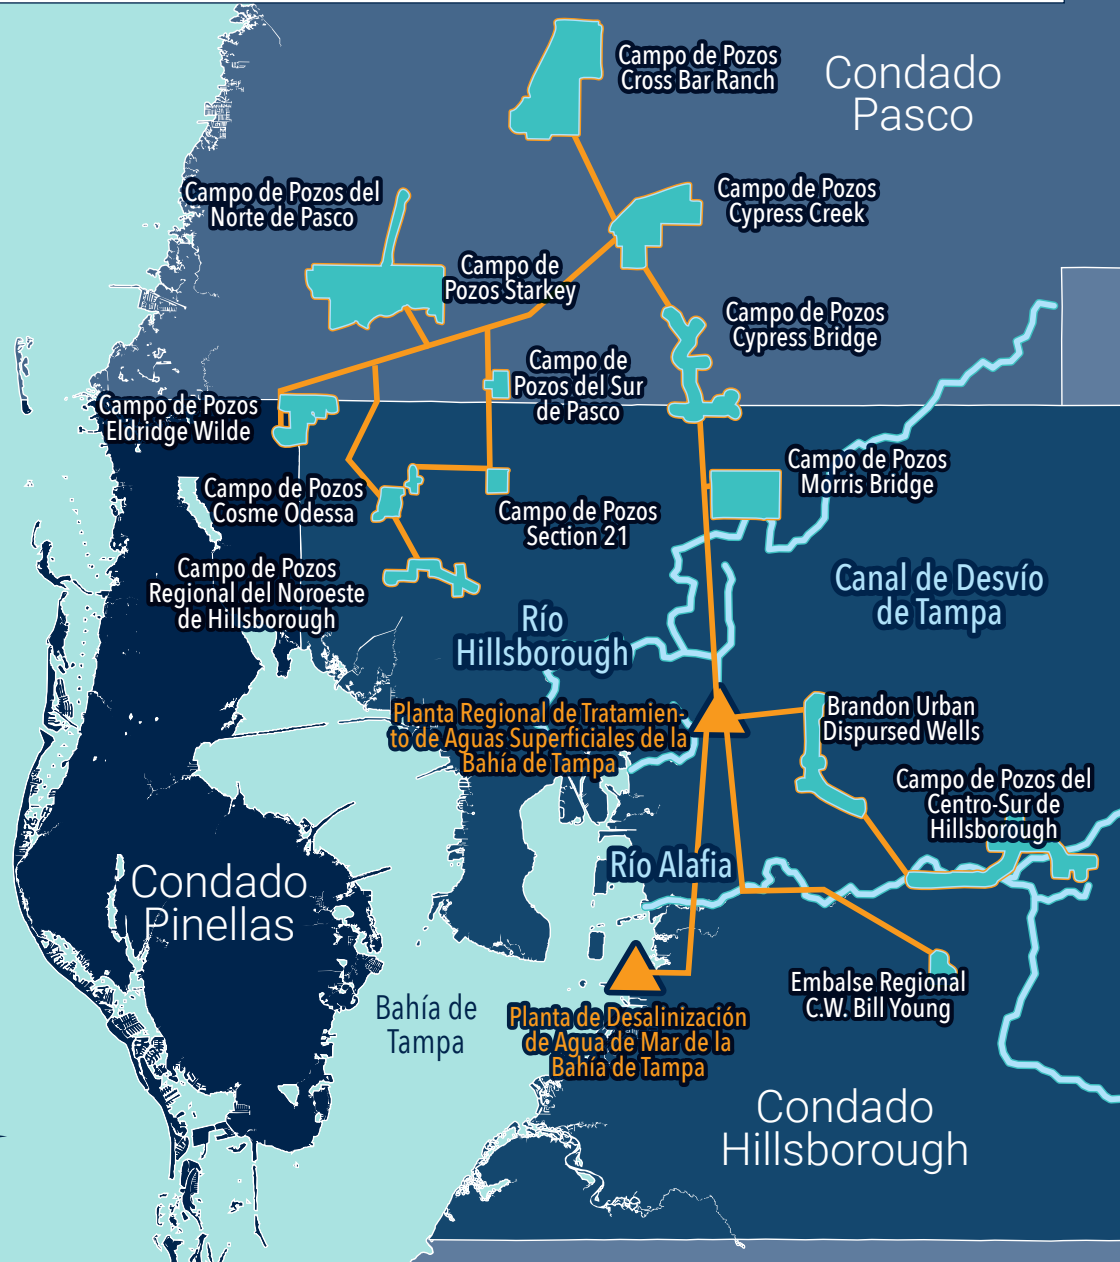 Campo de Pozos
Cross Bar Ranch
Condado
Pasco
Campo de Pozos del
Norte de Pasco
Campo de Pozos
Cypress Creek
Campo de
Pozos Starkey
Campo de Pozos
Cypress Bridge
Campo de
Pozos del Sur
de Pasco
Campo de Pozos
Eldridge Wilde
Campo de Pozos
Morris Bridge
Campo de Pozos
Cosme Odessa
Campo de Pozos
Section 21
Campo de Pozos
Regional del Noroeste
de Hillsborough
Canal de Desvío
de Tampa
Río
Hillsborough
Planta Regional de Tratamien-
to de Aguas Superficiales de la
Bahía de Tampa
Brandon Urban
Dispursed Wells
Campo de Pozos del
Centro-Sur de
Hillsborough
Río Alafia
Condado
Pinellas
Embalse Regional
C.W. Bill Young
Bahía de
Tampa
Planta de Desalinización
de Agua de Mar de la
Bahía de Tampa
Condado
Hillsborough